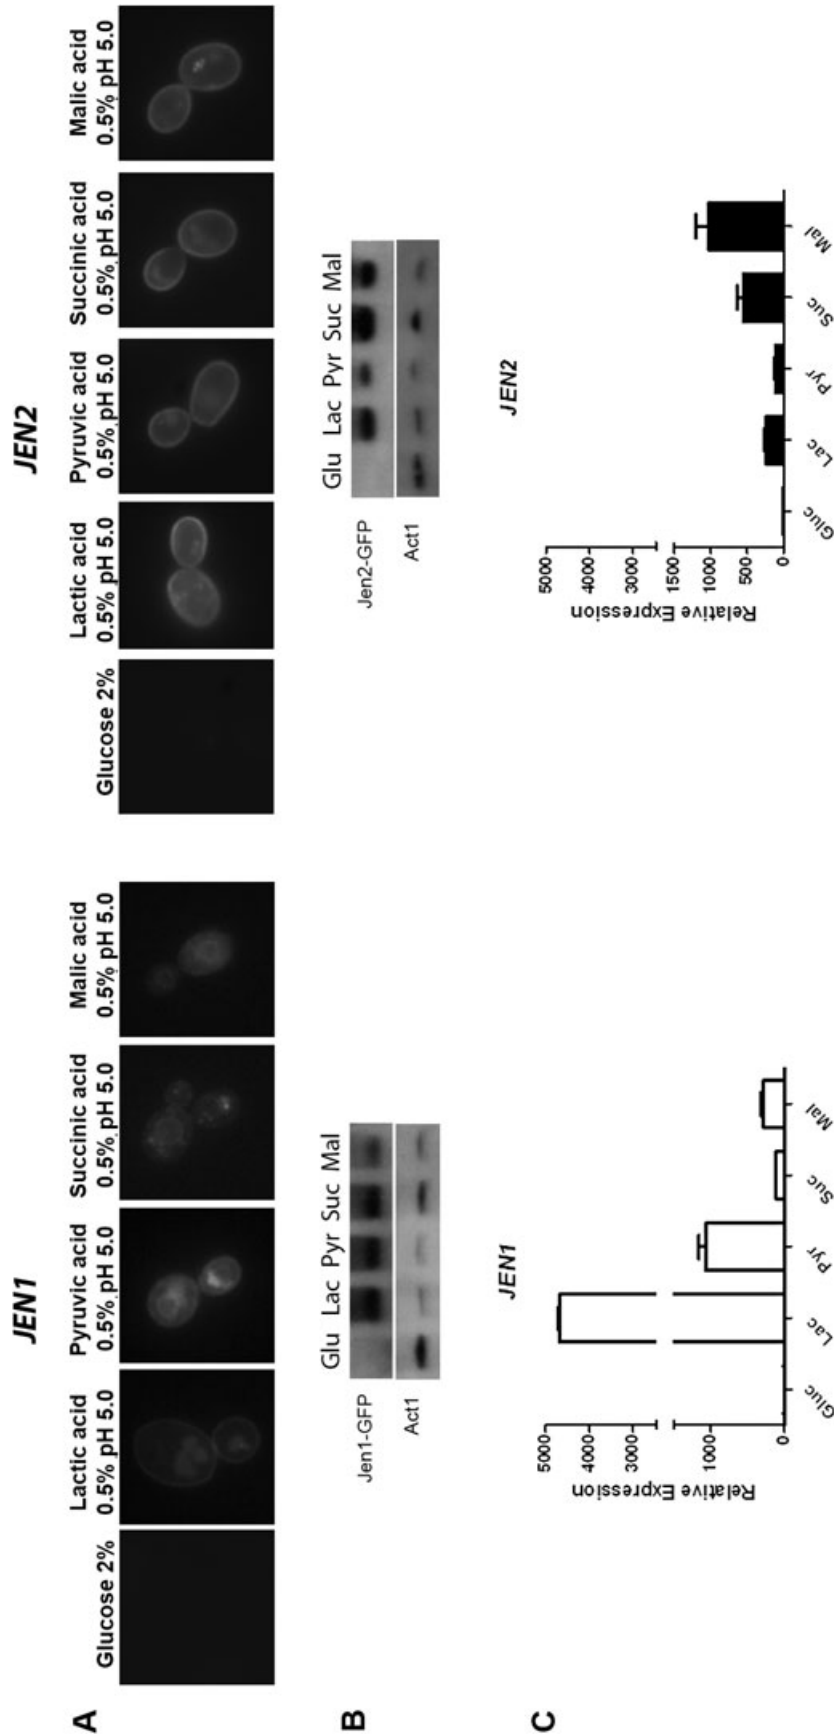 JEN1
JEN2
A
Glucose 2%
Lactic acid
0.5% pH 5.0
Pyruvic acid
0.5% pH 5.0
Succinic acid
0.5% pH 5.0
Malic acid
0.5% pH 5.0
Glucose 2%
Lactic acid
0.5% pH 5.0
Pyruvic acid
0.5% pH 5.0
Succinic acid
0.5% pH 5.0
Malic acid
0.5% pH 5.0
B
Glu Lac Pyr Suc Mal
Jen1-GFP
Act1
Glu Lac Pyr Suc Mal
Jen2-GFP
Act1
C
JEN1
Relative Expression
5000
4000
3000
1000
0
Gluc Lac Pyr Suc Mal
JEN2
Relative Expression
5000
4000
3000
1500
1000
500
0
Gluc Lac Pyr Suc Mal